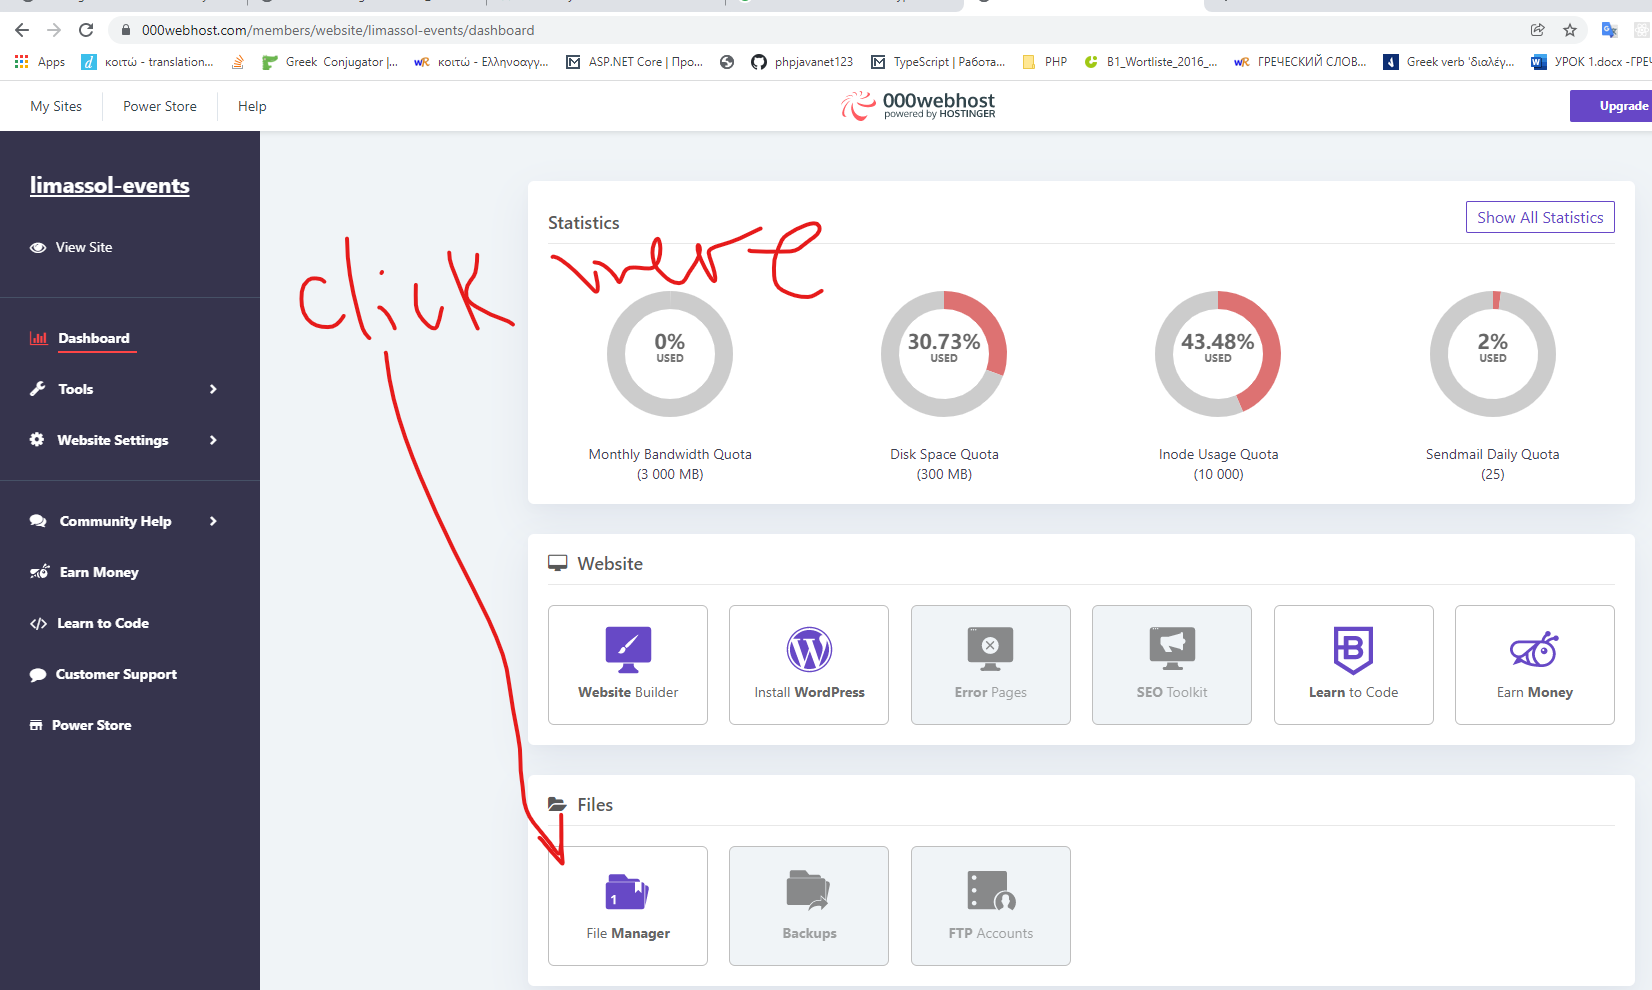 000webhost.com/members/website/limassol-events/dashboard
Apps
κοιτώ - translation...
Greek Conjugator |...
κοιτώ - Ελληνοαγγ...
ASP.NET Core | Про...
phpjavanet123
TypeScript | Работа...
PHP
B1_Wortliste_2016_...
ГРЕЧЕСКИЙ СЛОВ...
Greek verb 'διαλέγ...
УРОК 1.docx -ГРЕЧ
My Sites
Power Store
Help
000webhost
powered by HOSTINGER
Upgrade
limassol-events
View Site
Dashboard
Tools
Website Settings
Community Help
Earn Money
Learn to Code
Customer Support
Power Store
click
Statistics
Show All Statistics
0%
USED
Monthly Bandwidth Quota
(3 000 MB)
30.73%
USED
Disk Space Quota
(300 MB)
43.48%
USED
Inode Usage Quota
(10 000)
2%
USED
Sendmail Daily Quota
(25)
Website
Website Builder
Install WordPress
Error Pages
SEO Toolkit
Learn to Code
Earn Money
Files
1
File Manager
Backups
FTP Accounts